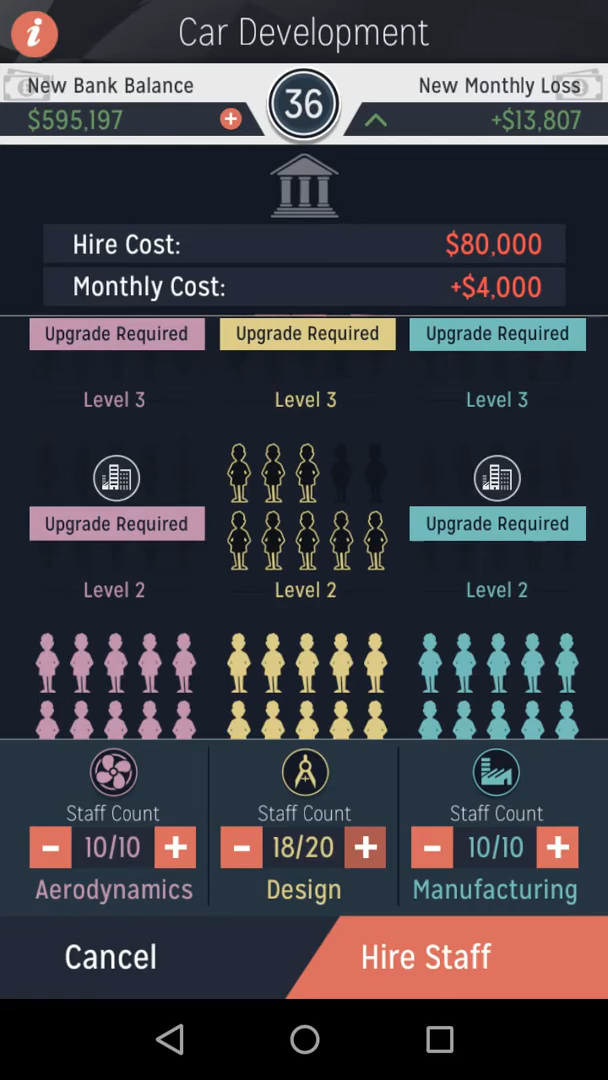 i Car Development
New Bank Balance 36 New Monthly Loss
$595,197 + +$13,807
Hire Cost: $80,000
Monthly Cost: +$4,000
Upgrade Required Upgrade Required Upgrade Required
Level 3 Level 3 Level 3
Upgrade Required Upgrade Required
Level 2 Level 2 Level 2
Staff Count Staff Count Staff Count
- 10/10 + - 18/20 + - 10/10 +
Aerodynamics Design Manufacturing
Cancel Hire Staff